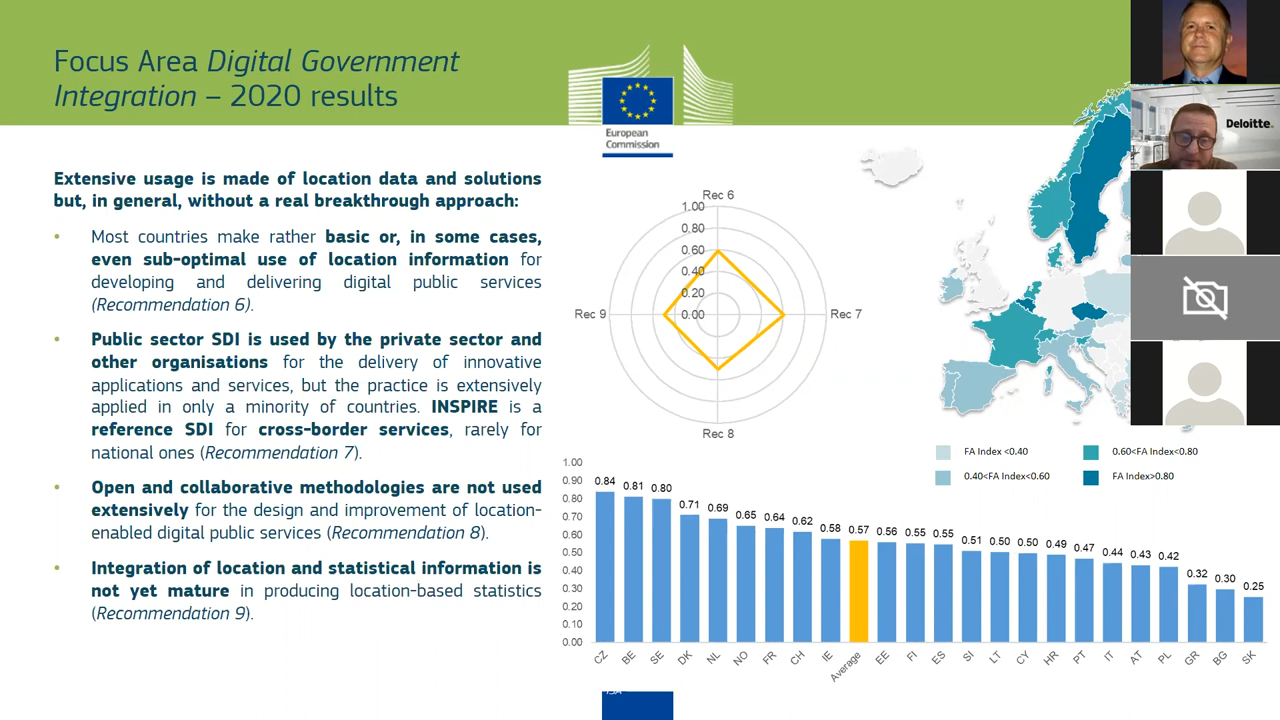 Focus Area Digital Government
Integration – 2020 results
European
Commission
Deloitte.
Extensive usage is made of location data and solutions
but, in general, without a real breakthrough approach:
• Most countries make rather basic or, in some cases,
even sub-optimal use of location information for
developing and delivering digital public services
(Recommendation 6).
• Public sector SDI is used by the private sector and
other organisations for the delivery of innovative
applications and services, but the practice is extensively
applied in only a minority of countries. INSPIRE is a
reference SDI for cross-border services, rarely for
national ones (Recommendation 7).
• Open and collaborative methodologies are not used
extensively for the design and improvement of location-
enabled digital public services (Recommendation 8).
• Integration of location and statistical information is
not yet mature in producing location-based statistics
(Recommendation 9).
Rec 6
1.00
0.80
0.60
0.40
0.20
0.00
Rec 9
Rec 7
Rec 8
FA Index <0.40
0.60<FA Index<0.80
0.40<FA Index<0.60
FA Index>0.80
1.00
0.90
0.80
0.70
0.60
0.50
0.40
0.30
0.20
0.10
0.00
0.84 0.81 0.80 0.71 0.69 0.65 0.64 0.62 0.58 0.57 0.56 0.55 0.55 0.51 0.50 0.50 0.49 0.47 0.44 0.43 0.42 0.32 0.30 0.25
CZ BE SE DK NL NO FR CH IE Average EE FI ES SI LT CY HR PT IT AT PL GR BG SK